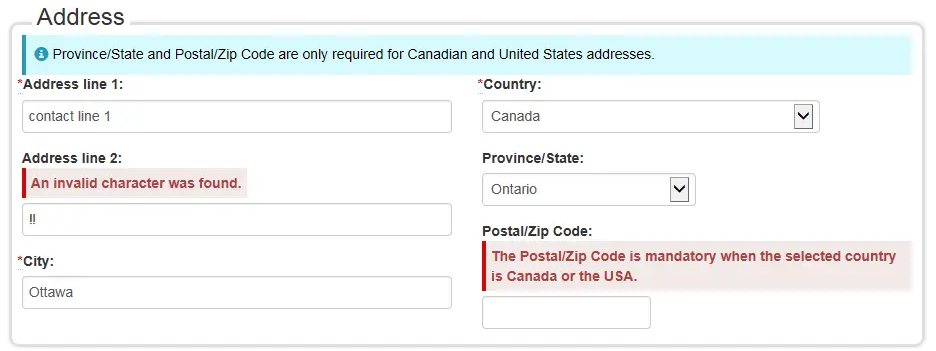 Address
Province/State and Postal/Zip Code are only required for Canadian and United States addresses.
*Address line 1:
contact line 1
Address line 2:
An invalid character was found.
!!
*City:
Ottawa
*Country:
Canada
Province/State:
Ontario
Postal/Zip Code:
The Postal/Zip Code is mandatory when the selected country
is Canada or the USA.